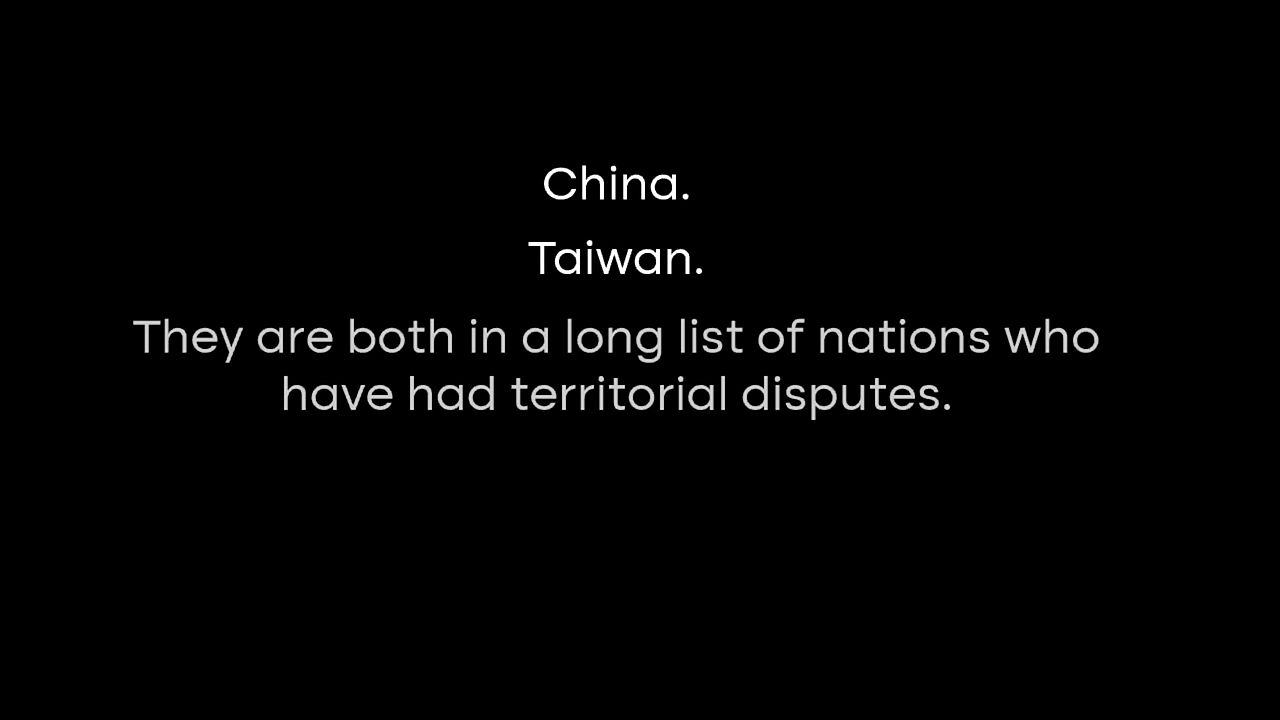 China.
Taiwan.
They are both in a long list of nations who
have had territorial disputes.